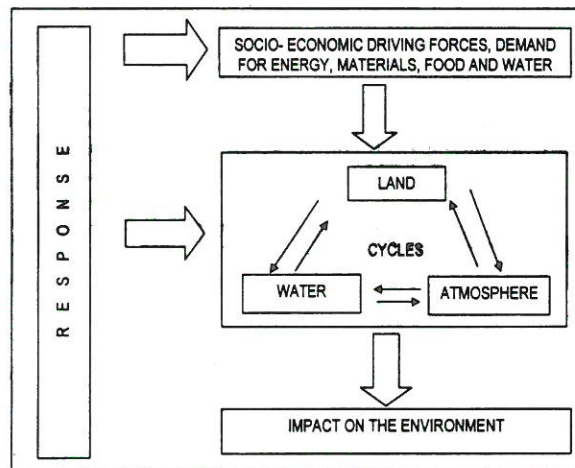 RESPONSE
SOCIO- ECONOMIC DRIVING FORCES, DEMAND
FOR ENERGY, MATERIALS, FOOD AND WATER
LAND
CYCLES
WATER
ATMOSPHERE
IMPACT ON THE ENVIRONMENT